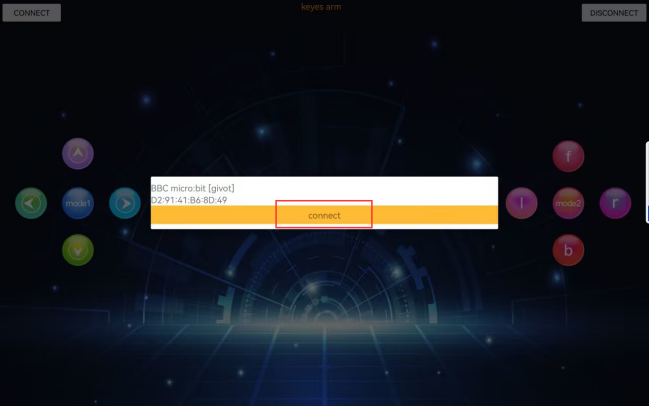 CONNECT
keyes arm
DISCONNECT
BBC micro:bit [givot]
D2:91:41:B6:8D:49
connect
mode1
f
l
mode2
r
b